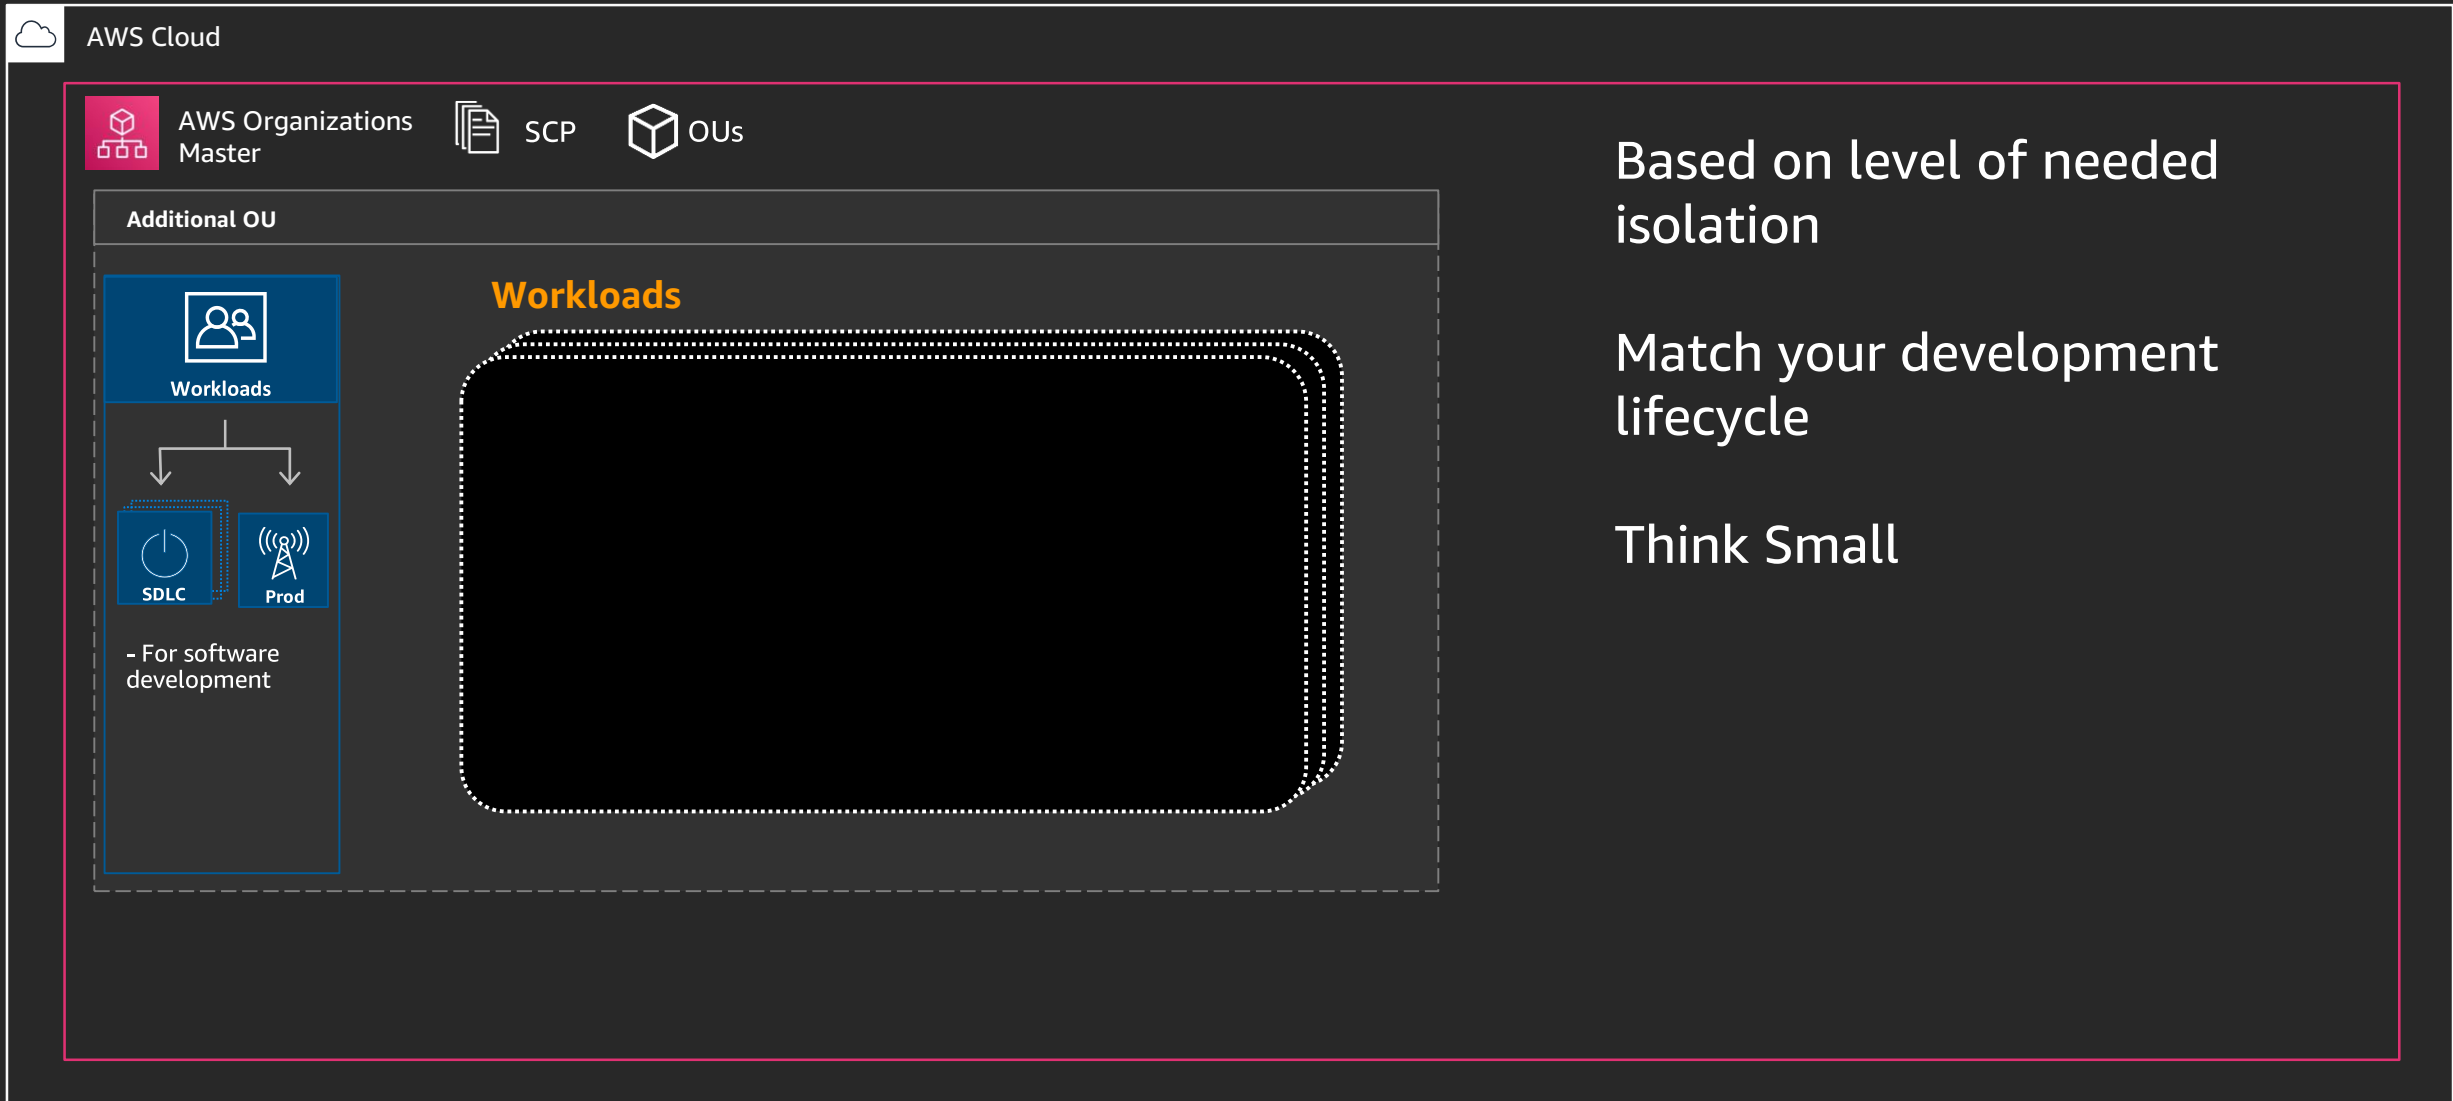 AWS Cloud
AWS Organizations
Master
SCP
OUs
Additional OU
Workloads
SDLC
Prod
- For software
development
Workloads
Based on level of needed
isolation
Match your development
lifecycle
Think Small